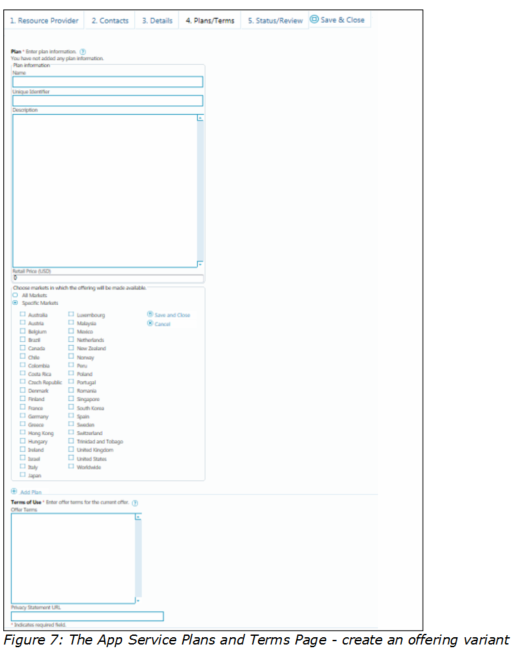 1. Resource Provider 2. Contacts 3. Details 4. Plans/Terms 5. Status/Review Save & Close
Plan * Enter plan information.
You have not added any plan information.
Plan information
Name
Unique Identifier
Description
Retail Price (USD)
0
Choose markets in which the offering will be made available.
All Markets
Specific Markets
Australia Luxembourg Save and Close
Austria Malaysia Cancel
Belgium Mexico
Brazil Netherlands
Canada New Zealand
Chile Norway
Colombia Peru
Costa Rica Poland
Czech Republic Portugal
Denmark Romania
Finland Singapore
France South Korea
Germany Spain
Greece Sweden
Hong Kong Switzerland
Hungary Trinidad and Tobago
Ireland United Kingdom
Israel United States
Italy Worldwide
Japan
Add Plan
Terms of Use * Enter offer terms for the current offer.
Offer Terms
Privacy Statement URL
* Indicates required field.
Figure 7: The App Service Plans and Terms Page - create an offering variant